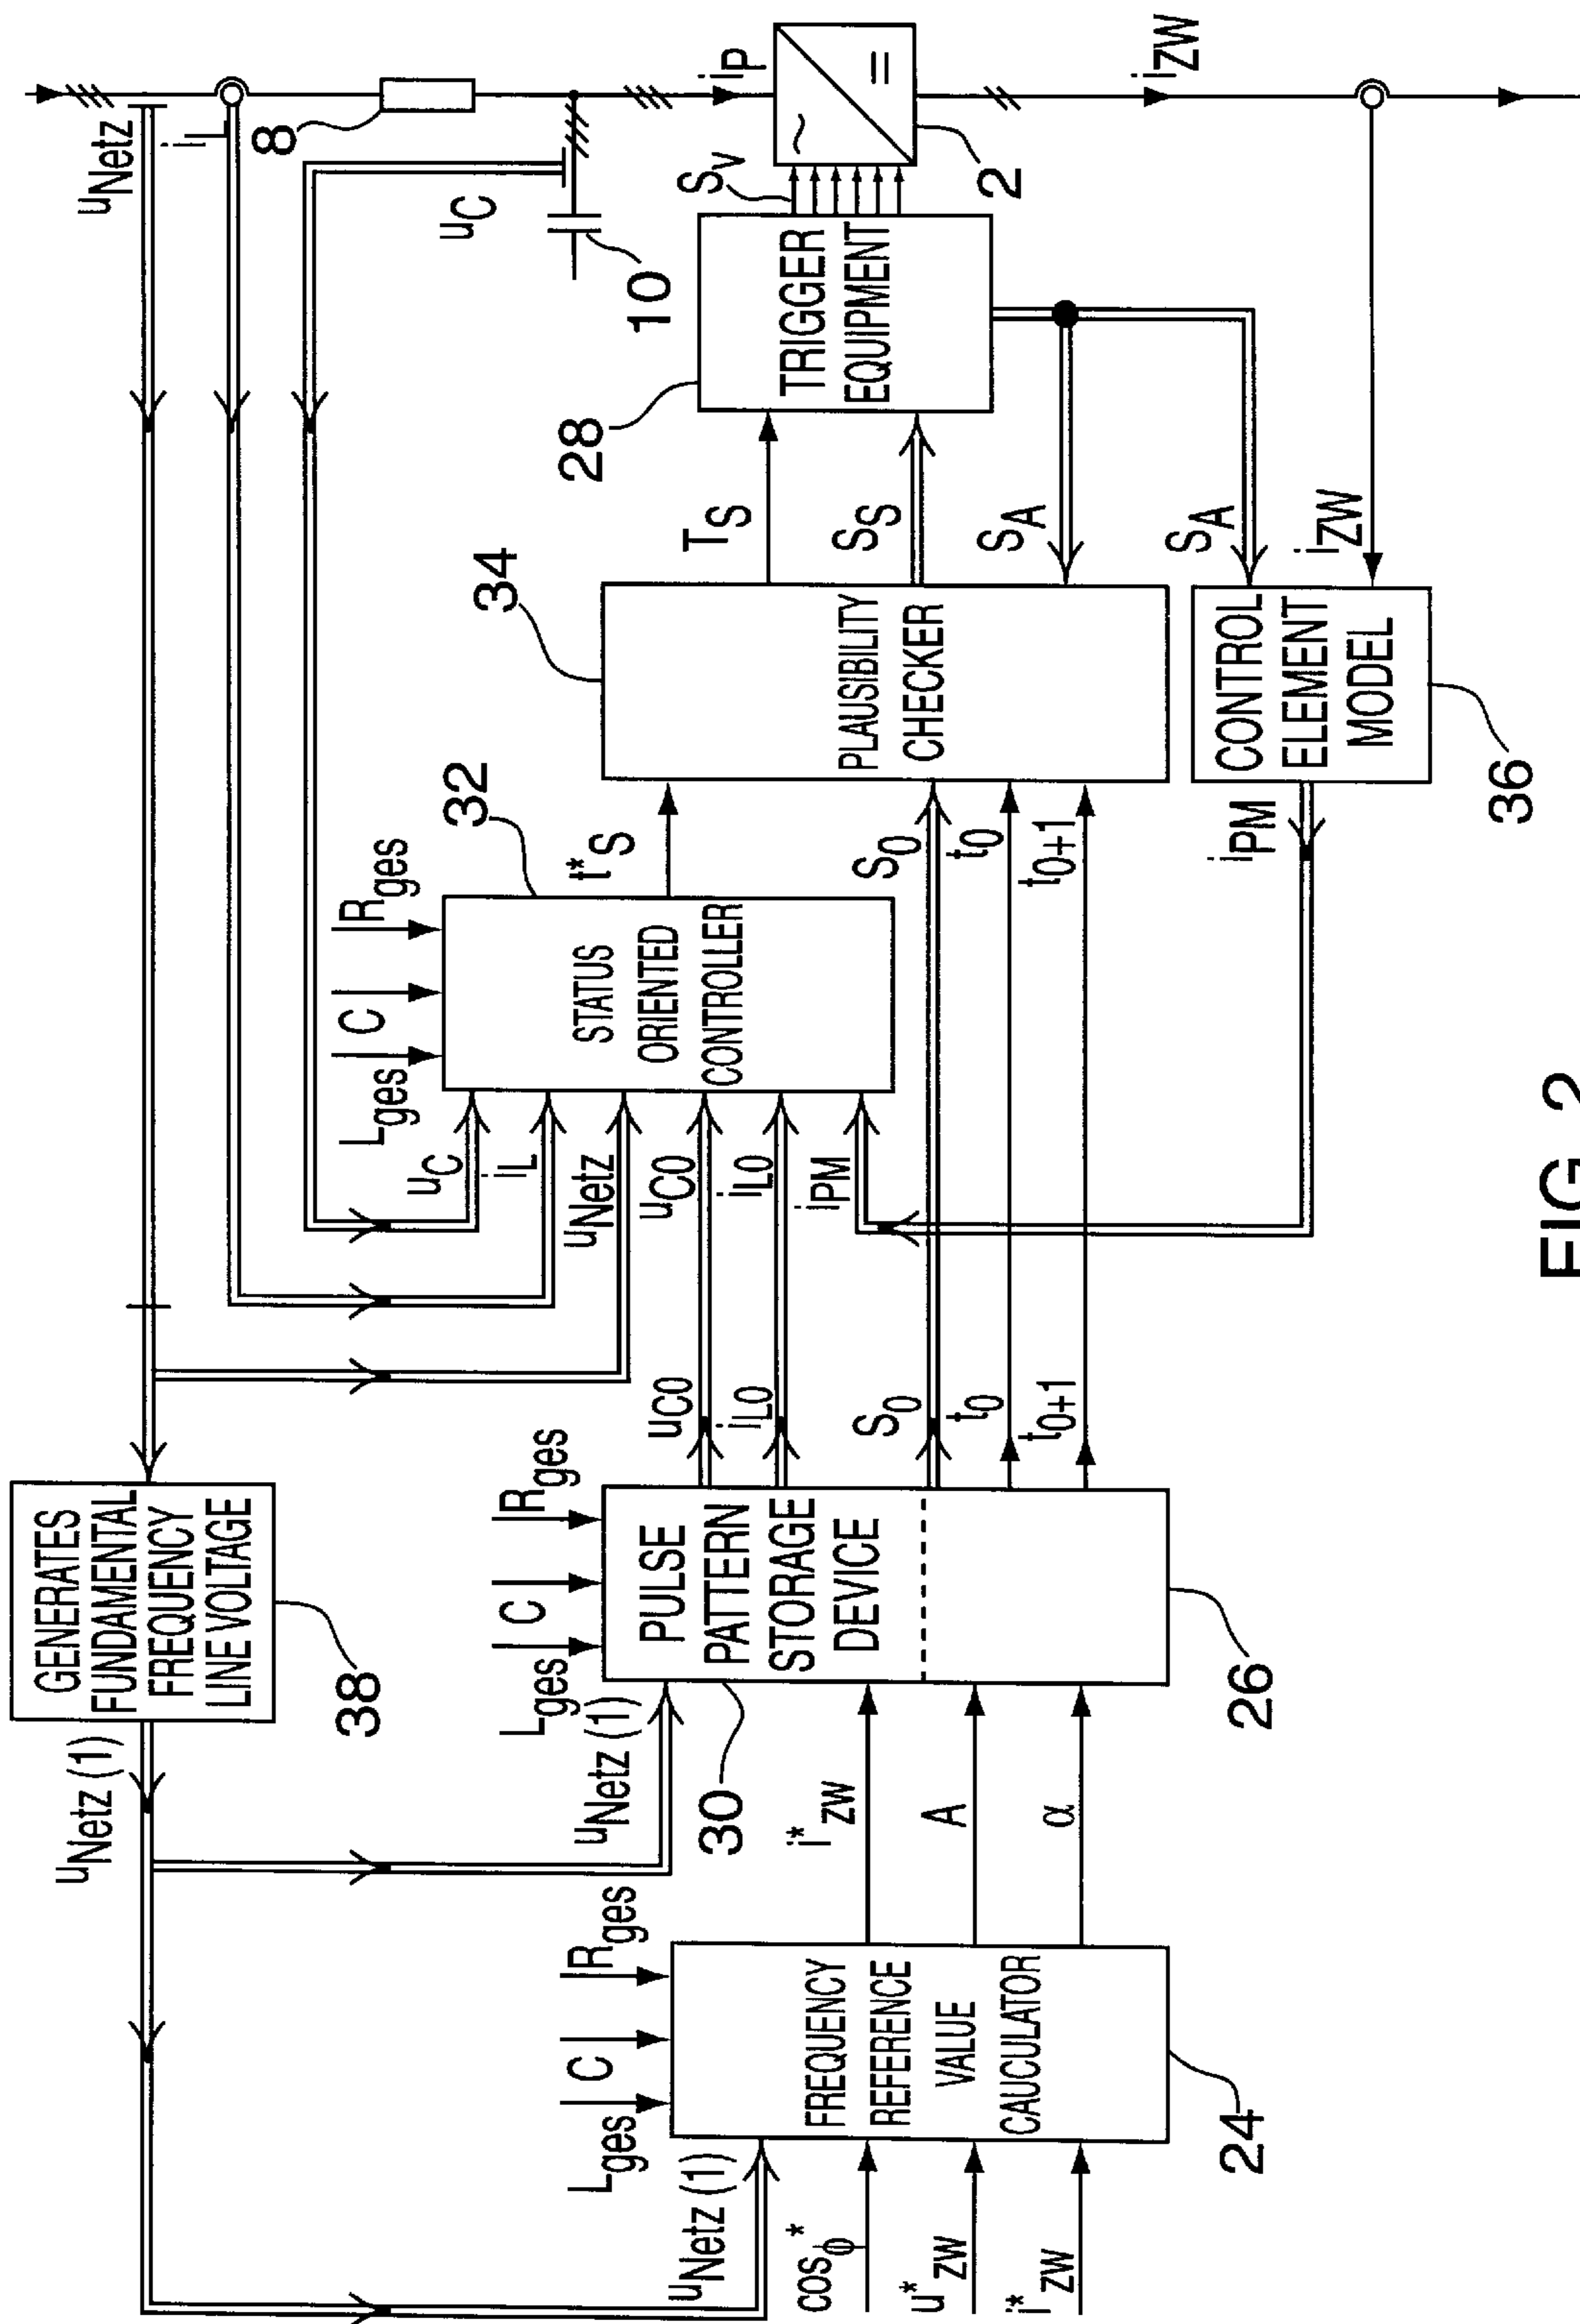 GENERATES
FUNDAMENTAL
FREQUENCY
LINE VOLTAGE
38
uNetz (1)
uNetz
iL
8
uC
10
iP
2
SV
iZW
TRIGGER
EQUIPMENT
28
TS
SS
SA
SA
iZW
34
PLAUSIBILITY
CHECKER
CONTROL
ELEMENT
MODEL
36
iPM
32
t*S
S0
t0
t0+1
Lges
C
Rges
STATUS
ORIENTED
CONTROLLER
uC
iL
uNetz
uC0
iL0
iPM
uC0
iL0
S0
t0
t0+1
Lges
C
Rges
PULSE
PATTERN
STORAGE
DEVICE
26
30
uNetz (1)
i*zw
A
α
Lges
C
Rges
FREQUENCY
REFERENCE
VALUE
CAUCULATOR
24
uNetz (1)
cosφ*
u*zw
i*zw
FIG. 2